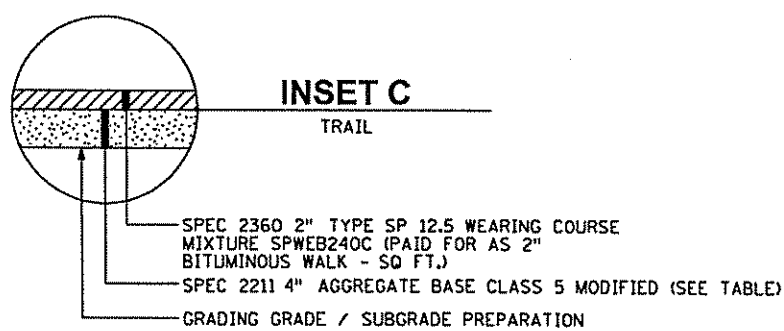 INSET C
TRAIL
SPEC 2360 2" TYPE SP 12.5 WEARING COURSE
MIXTURE SPWEB240C (PAID FOR AS 2"
BITUMINOUS WALK - SQ FT.)
SPEC 2211 4" AGGREGATE BASE CLASS 5 MODIFIED (SEE TABLE)
GRADING GRADE / SUBGRADE PREPARATION